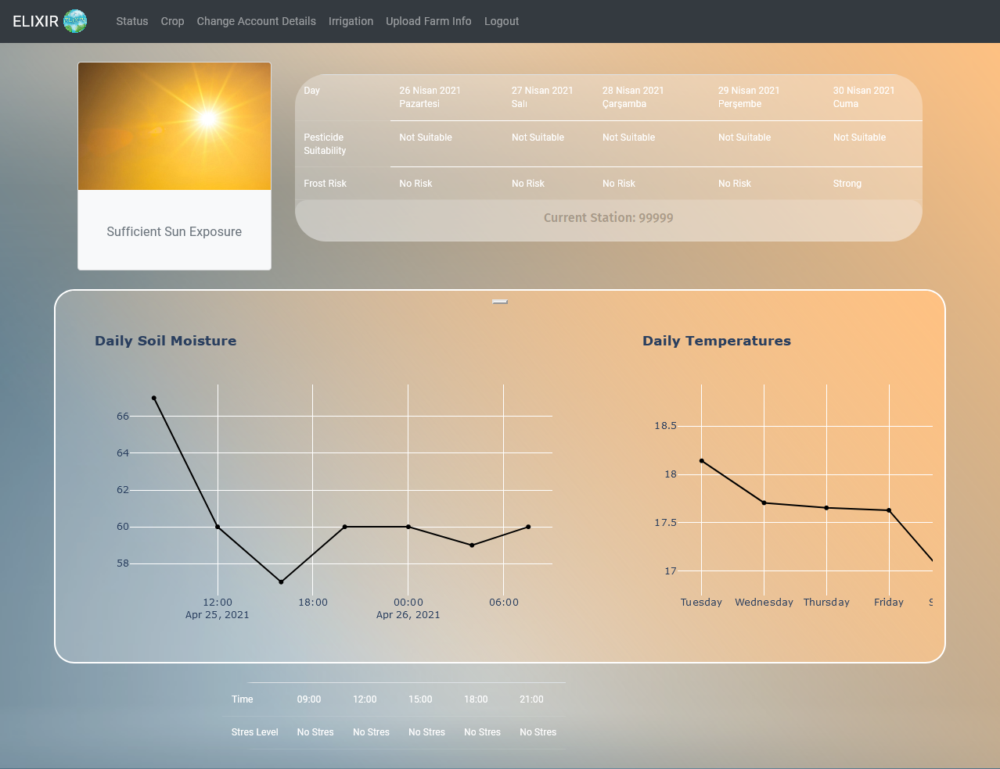 ELIXIR Status Crop Change Account Details Irrigation Upload Farm Info Logout
Sufficient Sun Exposure
Day 26 Nisan 2021 27 Nisan 2021 28 Nisan 2021 29 Nisan 2021 30 Nisan 2021
Pazartesi Salı Çarşamba Perşembe Cuma
Pesticide Not Suitable Not Suitable Not Suitable Not Suitable Not Suitable
Suitability
Frost Risk No Risk No Risk No Risk No Risk Strong
Current Station: 99999
Daily Soil Moisture
66
64
62
60
58
12:00 18:00 00:00 06:00
Apr 25, 2021 Apr 26, 2021
Daily Temperatures
18.5
18
17.5
17
Tuesday Wednesday Thursday Friday S
Time 09:00 12:00 15:00 18:00 21:00
Stres Level No Stres No Stres No Stres No Stres No Stres